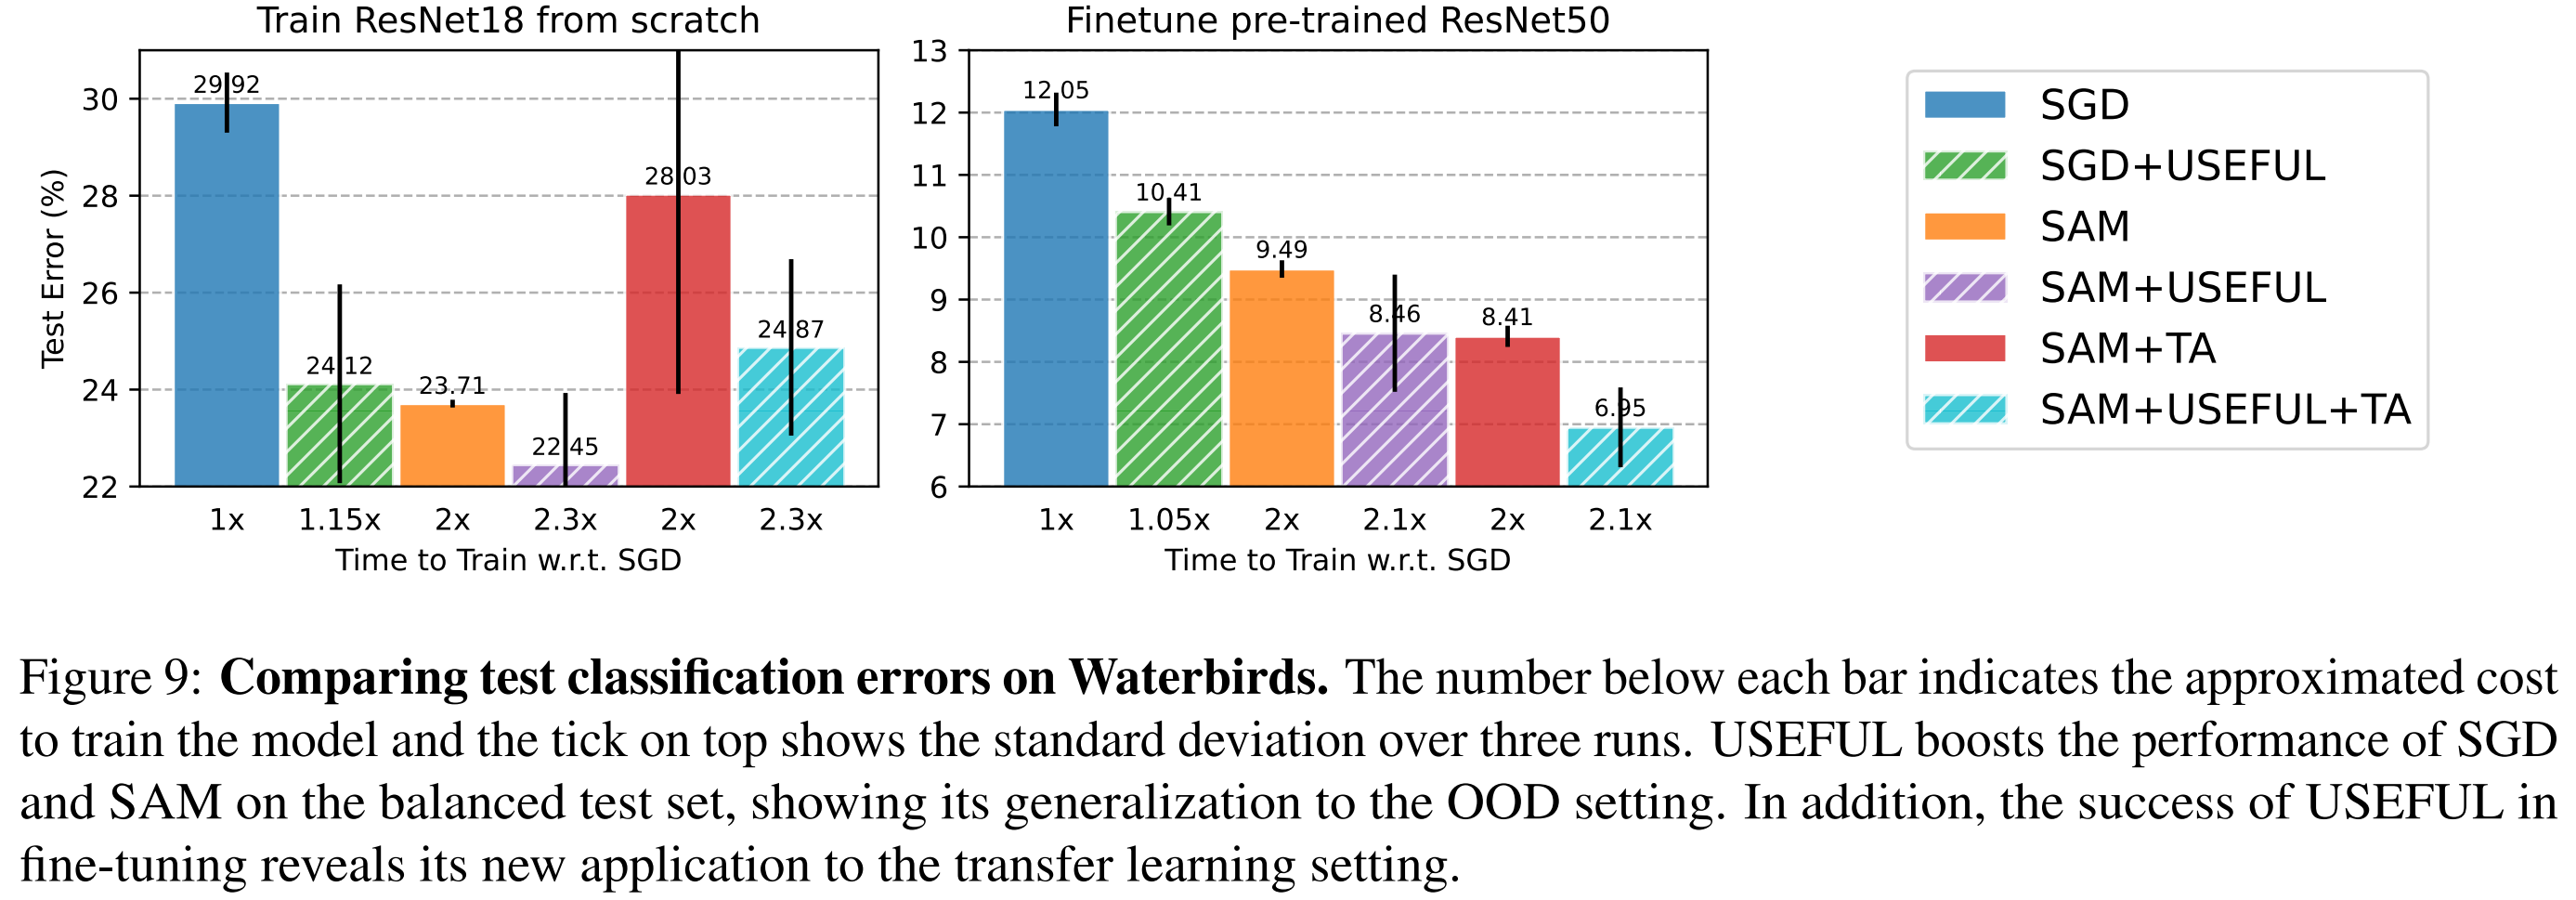 Train ResNet18 from scratch
Test Error (%)
30
28
26
24
22
29.92
24.12
23.71
22.45
28.03
24.87
1x 1.15x 2x 2.3x 2x 2.3x
Time to Train w.r.t. SGD
Finetune pre-trained ResNet50
13
12
11
10
9
8
7
6
12.05
10.41
9.49
8.46
8.41
6.95
1x 1.05x 2x 2.1x 2x 2.1x
Time to Train w.r.t. SGD
SGD
SGD+USEFUL
SAM
SAM+USEFUL
SAM+TA
SAM+USEFUL+TA
Figure 9: Comparing test classification errors on Waterbirds. The number below each bar indicates the approximated cost
to train the model and the tick on top shows the standard deviation over three runs. USEFUL boosts the performance of SGD
and SAM on the balanced test set, showing its generalization to the OOD setting. In addition, the success of USEFUL in
fine-tuning reveals its new application to the transfer learning setting.